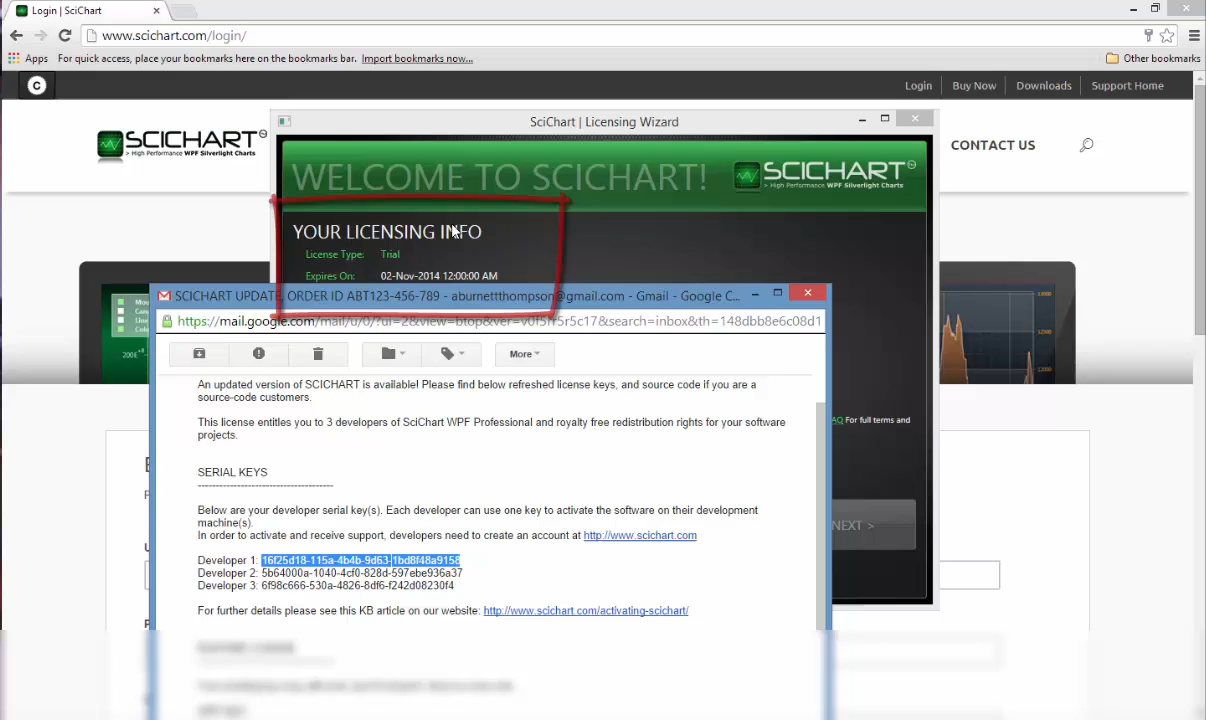 Login | SciChart
www.scichart.com/login/
Apps For quick access, place your bookmarks here on the bookmarks bar. Import bookmarks now... Other bookmarks
C
Login Buy Now Downloads Support Home
SciChart | Licensing Wizard
SCICHART
> High Performance WPF Silverlight Charts
CONTACT US
WELCOME TO SCICHART!
SCICHART
> High Performance WPF Silverlight Charts
YOUR LICENSING INFO
License Type: Trial
Expires On: 02-Nov-2014 12:00:00 AM
SCICHART UPDATE, ORDER ID ABT123-456-789 - aburnettthompson@gmail.com - Gmail - Google C...
https://mail.google.com/mail/u/0/?ui=2&view=btop&ver=v0f5rr5r5c17&search=inbox&th=148dbb8e6c08d1
More
An updated version of SCICHART is available! Please find below refreshed license keys, and source code if you are a
source-code customers.
This license entitles you to 3 developers of SciChart WPF Professional and royalty free redistribution rights for your software
projects.
FAQ For full terms and
SERIAL KEYS
--------------------------------------
Below are your developer serial key(s). Each developer can use one key to activate the software on their development
machine(s).
In order to activate and receive support, developers need to create an account at http://www.scichart.com
NEXT >
Developer 1: 16f25d18-115a-4b4b-9d63-1bd8f48a9158
Developer 2: 5b64000a-1040-4cf0-828d-597ebe936a37
Developer 3: 6f98c666-530a-4826-8df6-f242d08230f4
For further details please see this KB article on our website: http://www.scichart.com/activating-scichart/